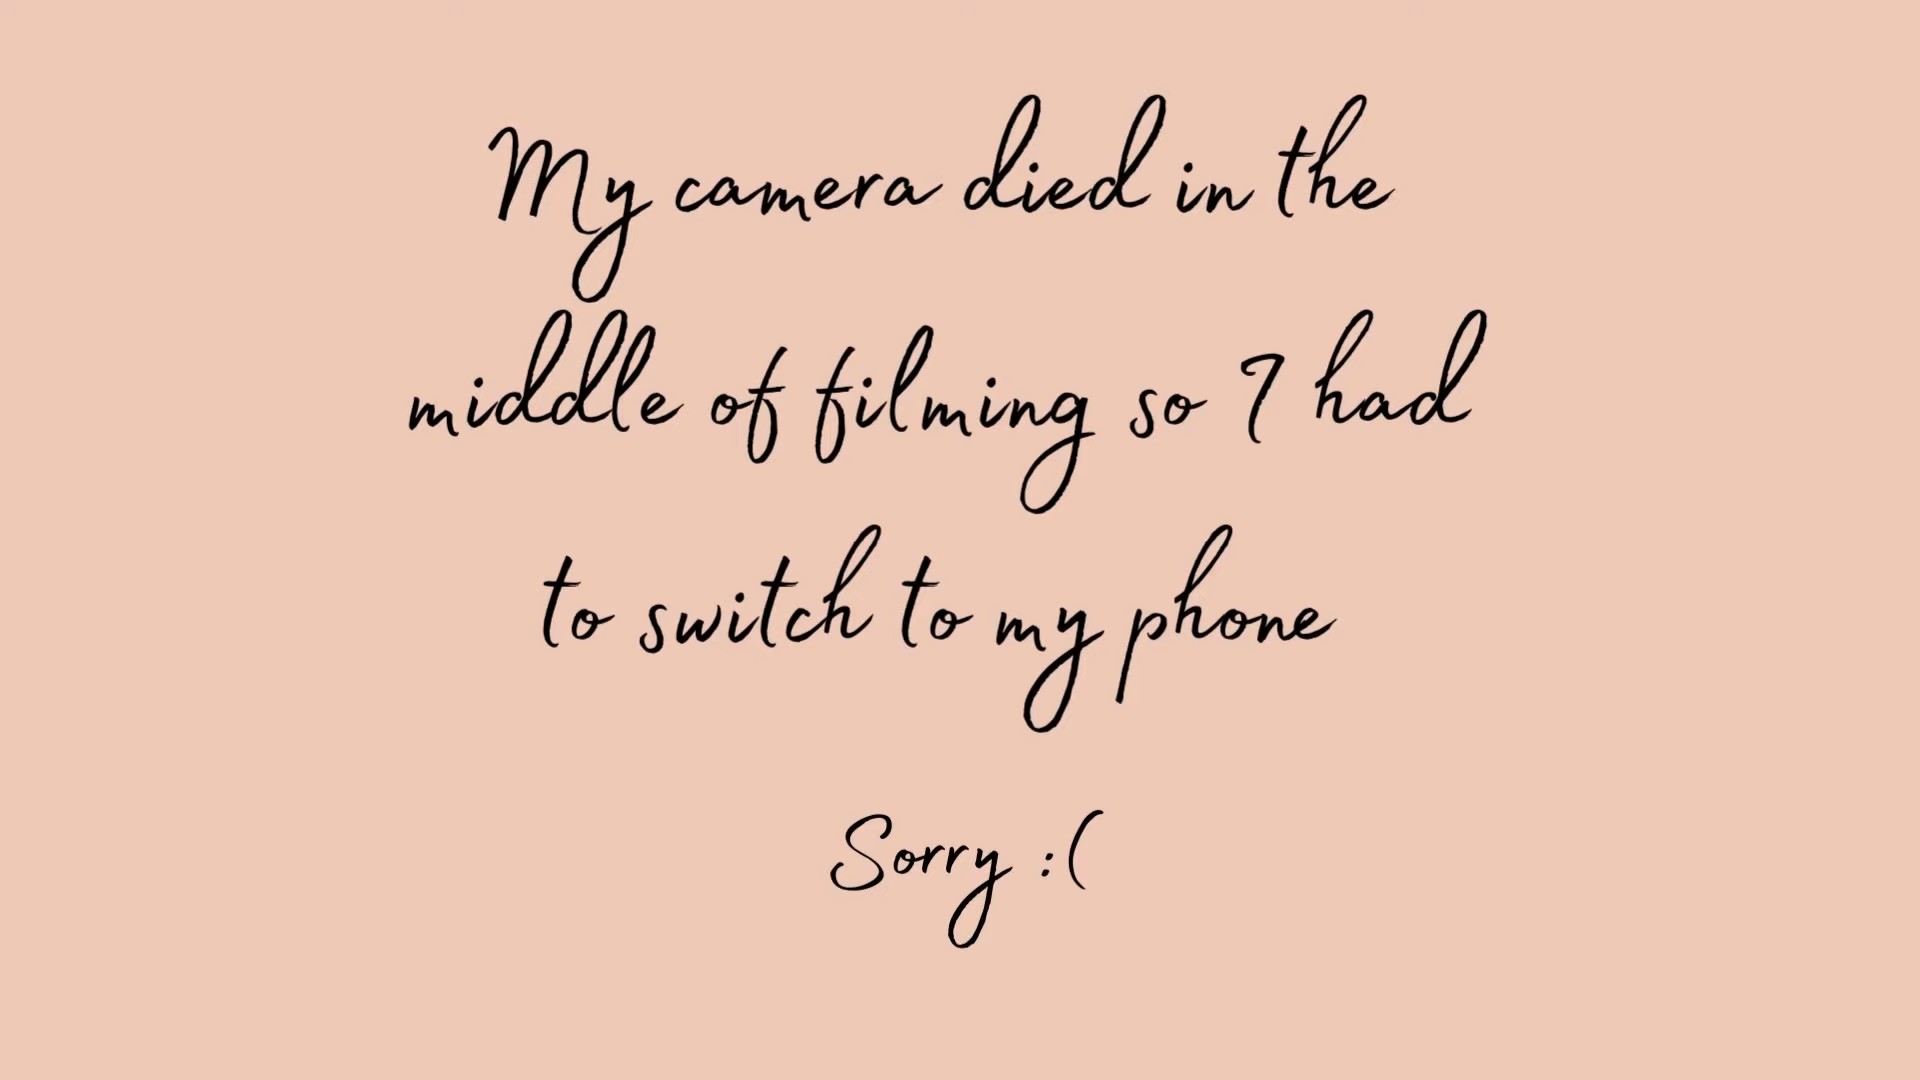 My camera died in the
middle of filming so I had
to switch to my phone
Sorry :(